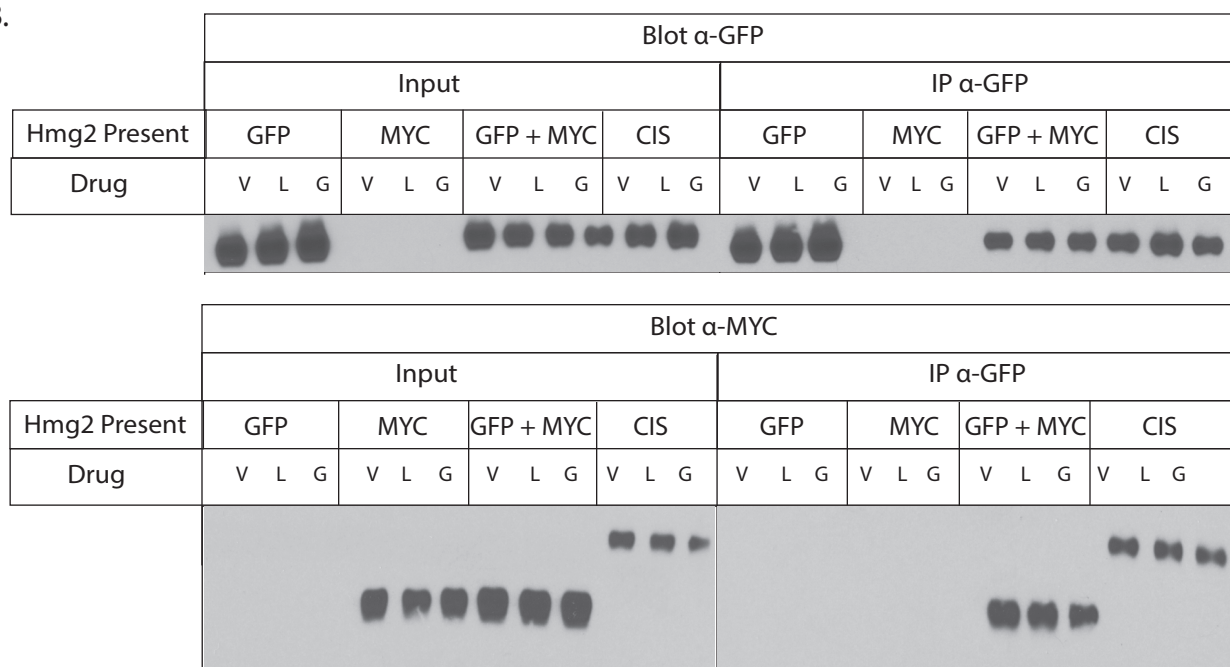 3.
Blot α-GFP
Input IP α-GFP
Hmg2 Present GFP MYC GFP + MYC CIS GFP MYC GFP + MYC CIS
Drug V L G V L G V L G V L G V L G V L G V L G V L G
Blot α-MYC
Input IP α-GFP
Hmg2 Present GFP MYC GFP + MYC CIS GFP MYC GFP + MYC CIS
Drug V L G V L G V L G V L G V L G V L G V L G V L G